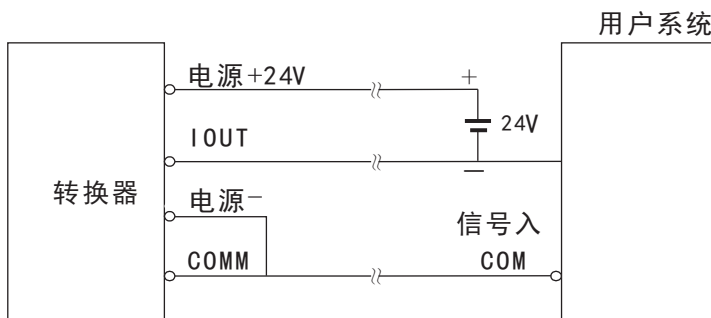 用户系统
电源+24V
+
24V
IOUT
—
转换器
电源-
信号入
COMM
COM